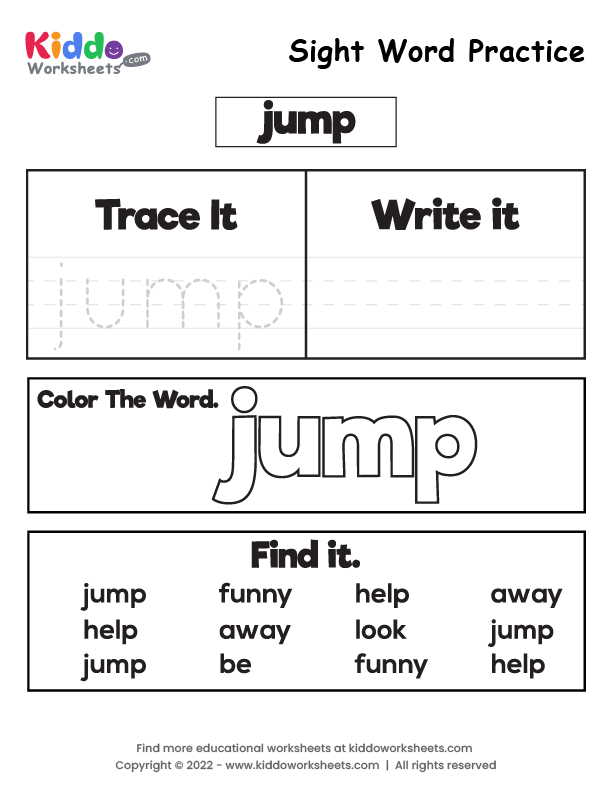 Kiddo
Worksheets.com
Sight Word Practice
jump
Trace It
Write it
jump
Color The Word.
jump
Find it.
jump funny help away
help away look jump
jump be funny help
Find more educational worksheets at kiddoworksheets.com
Copyright © 2022 - www.kiddoworksheets.com | All rights reserved